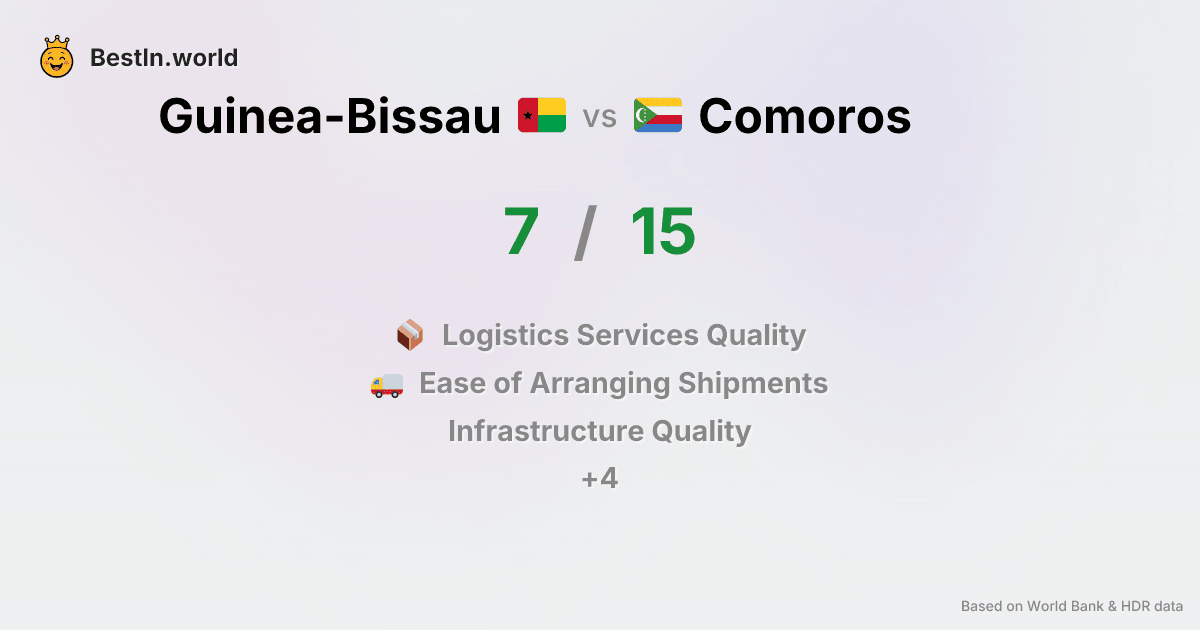 BestIn.world
Guinea-Bissau vs Comoros
7 / 15
Logistics Services Quality
Ease of Arranging Shipments
Infrastructure Quality
+4
Based on World Bank & HDR data